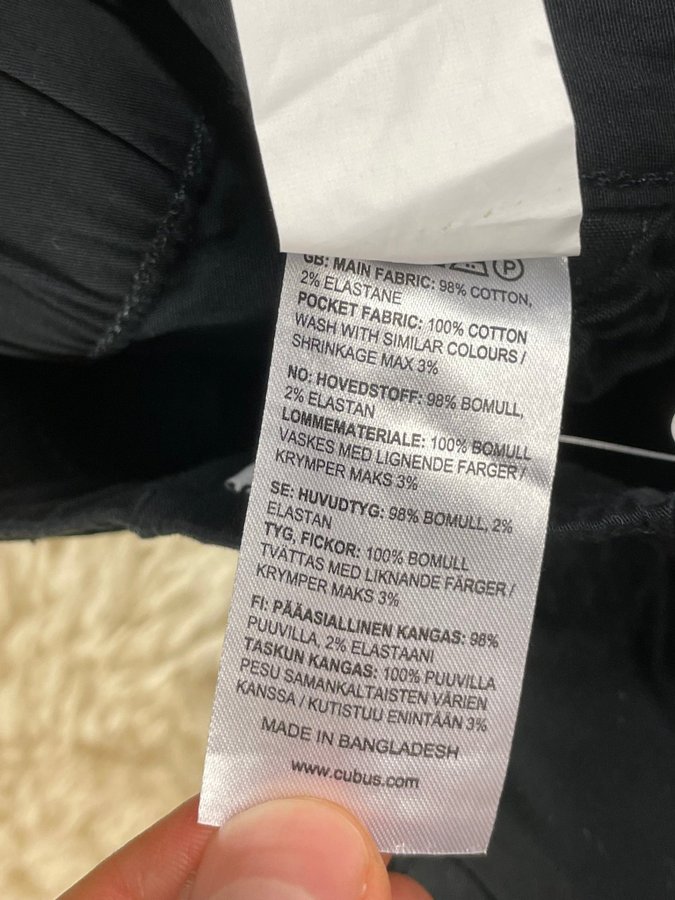 P
GB: MAIN FABRIC: 98% COTTON,
2% ELASTANE
POCKET FABRIC: 100% COTTON
WASH WITH SIMILAR COLOURS /
SHRINKAGE MAX 3%
NO: HOVEDSTOFF: 98% BOMULL,
2% ELASTAN
LOMMEMATERIALE: 100% BOMULL
VASKES MED LIGNENDE FARGER /
KRYMPER MAKS 3%
SE: HUVUDTYG: 98% BOMULL, 2%
ELASTAN
TYG, FICKOR: 100% BOMULL
TVÄTTAS MED LIKNANDE FÄRGER /
KRYMPER MAKS 3%
FI: PÄÄASIALLINEN KANGAS: 98%
PUUVILLA, 2% ELASTAANI
TASKUN KANGAS: 100% PUUVILLA
PESU SAMANKALTAISTEN VÄRIEN
KANSSA / KUTISTUU ENINTÄÄN 3%
MADE IN BANGLADESH
www.cubus.com